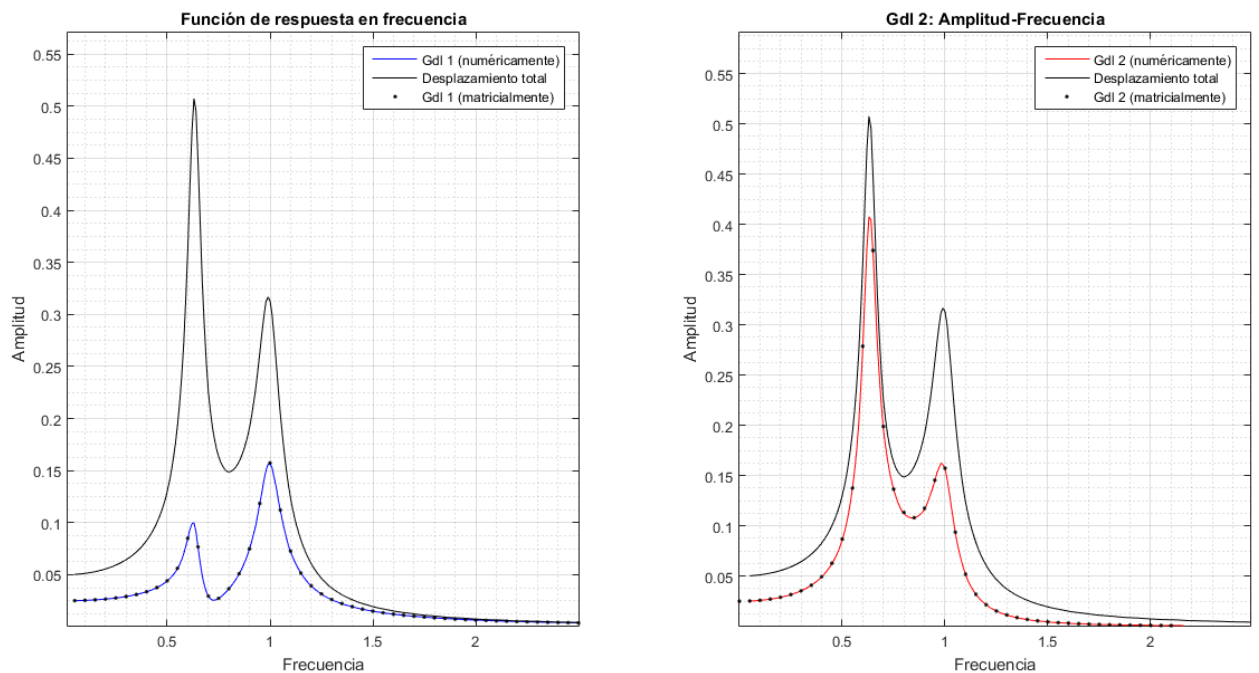 Función de respuesta en frecuencia
Gdl 1 (numéricamente)
Desplazamiento total
Gdl 1 (matricialmente)
0.55
0.5
0.45
0.4
0.35
0.3
0.25
0.2
0.15
0.1
0.05
Amplitud
0.5
1
1.5
2
Frecuencia
Gdl 2: Amplitud-Frecuencia
Gdl 2 (numéricamente)
Desplazamiento total
Gdl 2 (matricialmente)
0.55
0.5
0.45
0.4
0.35
0.3
0.25
0.2
0.15
0.1
0.05
Amplitud
0.5
1
1.5
2
Frecuencia